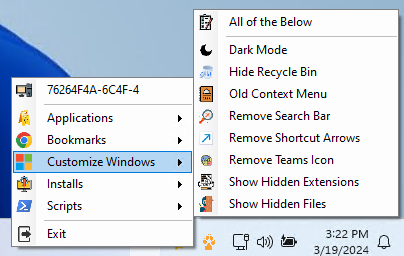 76264F4A-6C4F-4
Applications
Bookmarks
Customize Windows
Installs
Scripts
Exit
All of the Below
Dark Mode
Hide Recycle Bin
Old Context Menu
Remove Search Bar
Remove Shortcut Arrows
Remove Teams Icon
Show Hidden Extensions
Show Hidden Files
3:22 PM
3/19/2024